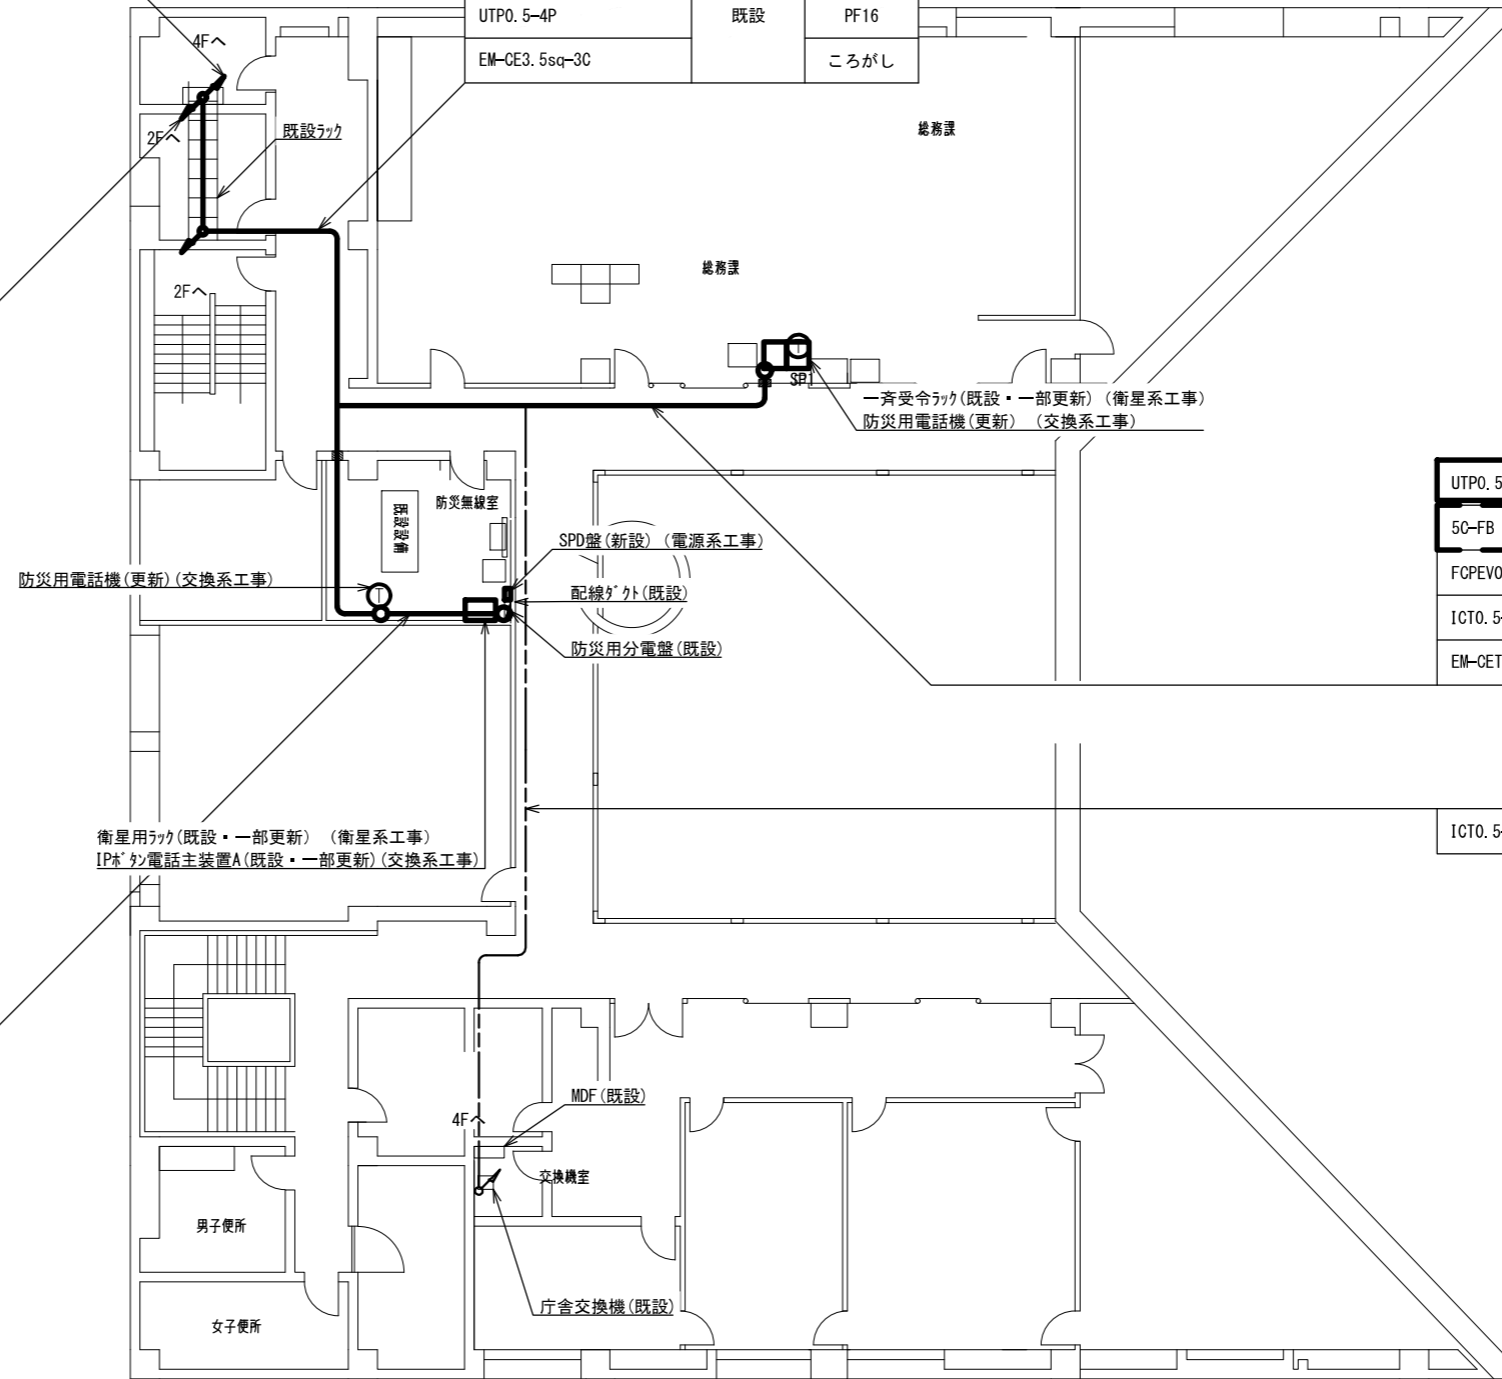 UTP0.5-4P 既設 PF16
EM-CE3.5sq-3C ころがし
4Fへ
2Fへ
既設ﾗｯｸ
総務課
総務課
2Fへ
SP1
一斉受令ﾗｯｸ(既設・一部更新) (衛星系工事)
防災用電話機(更新) (交換系工事)
防災無線室
既設設備
UTP0.5
5C-FB
FCPEV0
ICT0.5-
EM-CET
SPD盤(新設) (電源系工事)
防災用電話機(更新)(交換系工事)
T
T
配線ﾀﾞｸﾄ(既設)
防災用分電盤(既設)
衛星用ﾗｯｸ(既設・一部更新) (衛星系工事)
IPﾎﾞﾀﾝ電話主装置A(既設・一部更新)(交換系工事)
ICT0.5-
MDF(既設)
4Fへ
交換機室
男子便所
庁舎交換機(既設)
女子便所